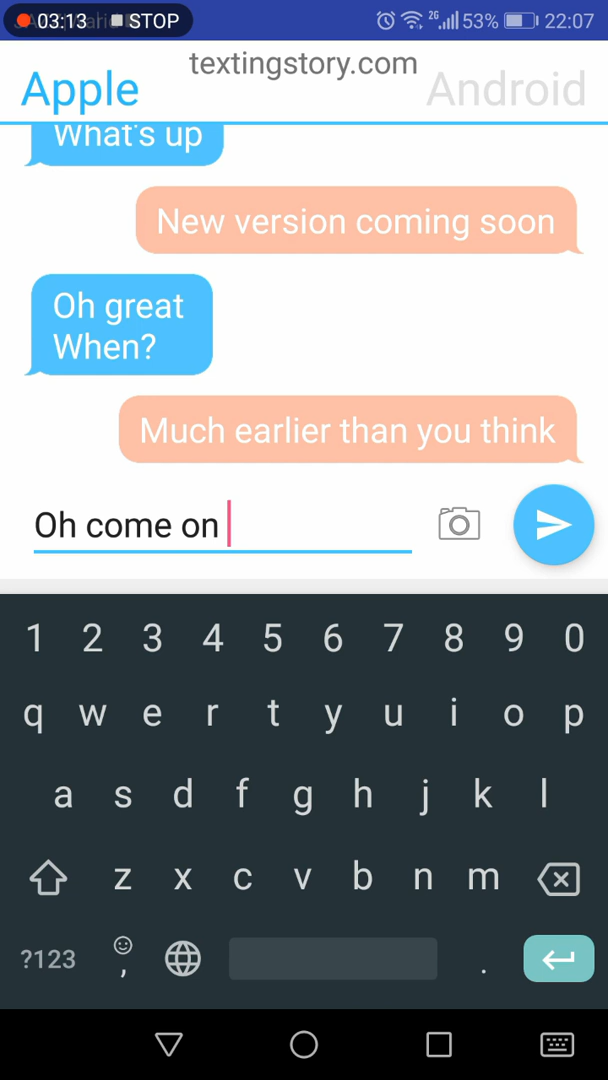 03:13 STOP 2G 53% 22:07
textingstory.com
Apple Android
What's up
New version coming soon
Oh great
When?
Much earlier than you think
Oh come on
1 2 3 4 5 6 7 8 9 0
q w e r t y u i o p
a s d f g h j k l
z x c v b n m
?123 , .